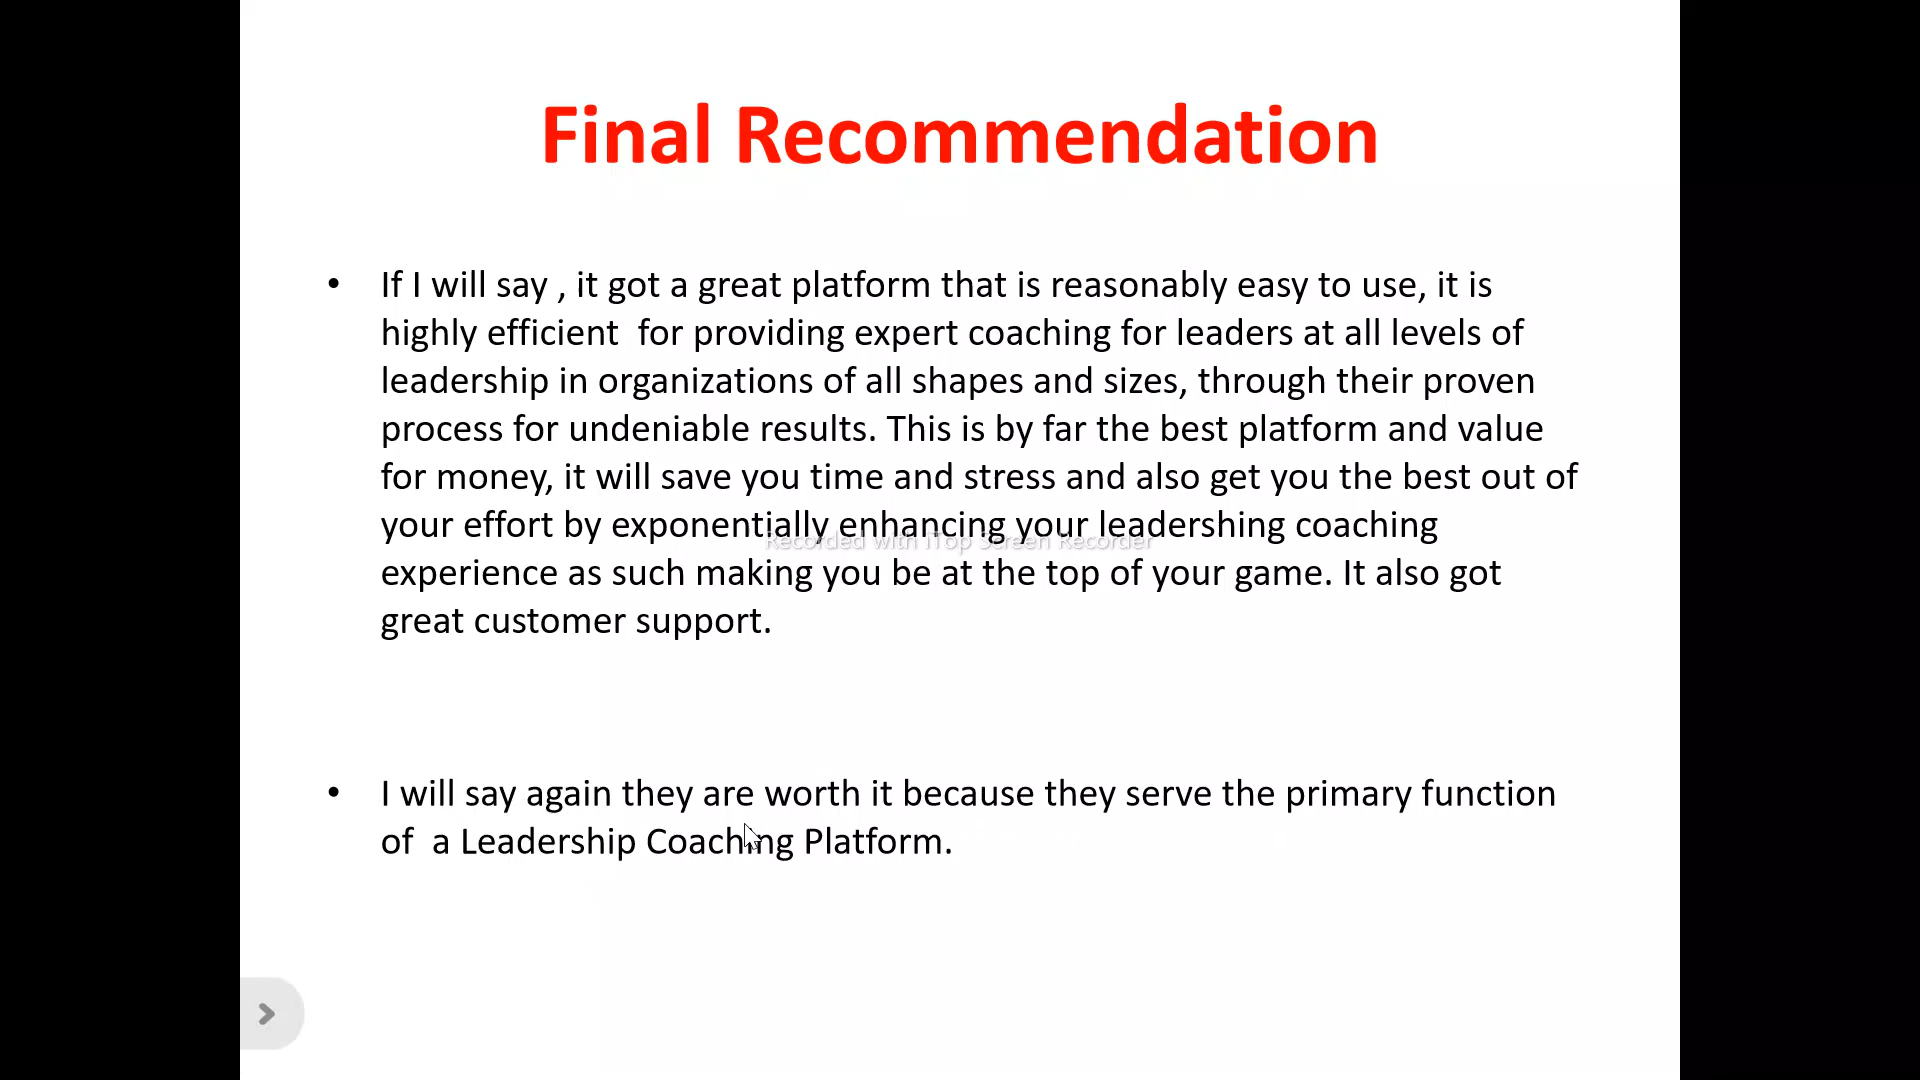 Final Recommendation
• If I will say , it got a great platform that is reasonably easy to use, it is
highly efficient  for providing expert coaching for leaders at all levels of
leadership in organizations of all shapes and sizes, through their proven
process for undeniable results. This is by far the best platform and value
for money, it will save you time and stress and also get you the best out of
your effort by exponentially enhancing your leadershing coaching
Recorded with iTop Screen Recorder
experience as such making you be at the top of your game. It also got
great customer support.
• I will say again they are worth it because they serve the primary function
of  a Leadership Coaching Platform.